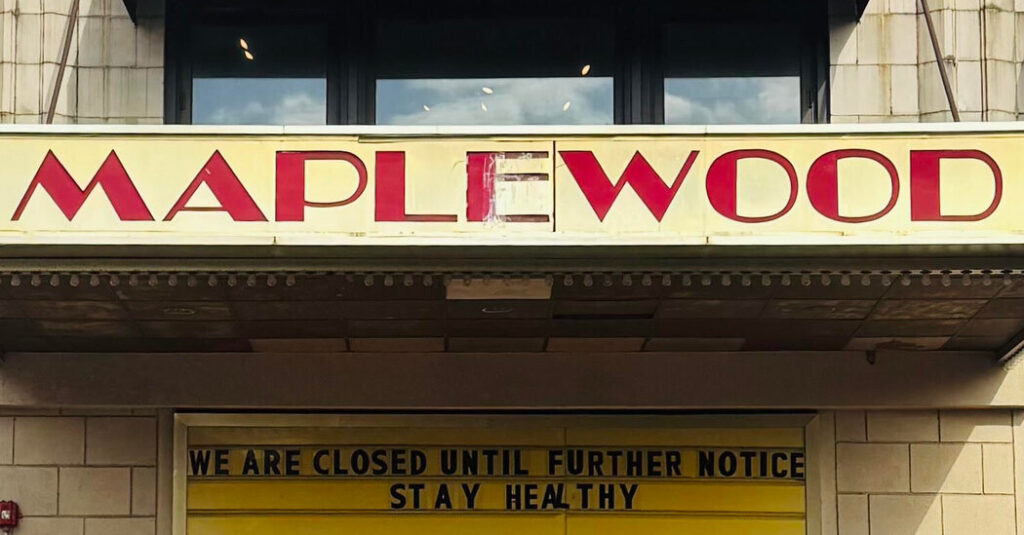 MAPLEWOOD
WE ARE CLOSED UNTIL FURTHER NOTICE
STAY HEALTHY